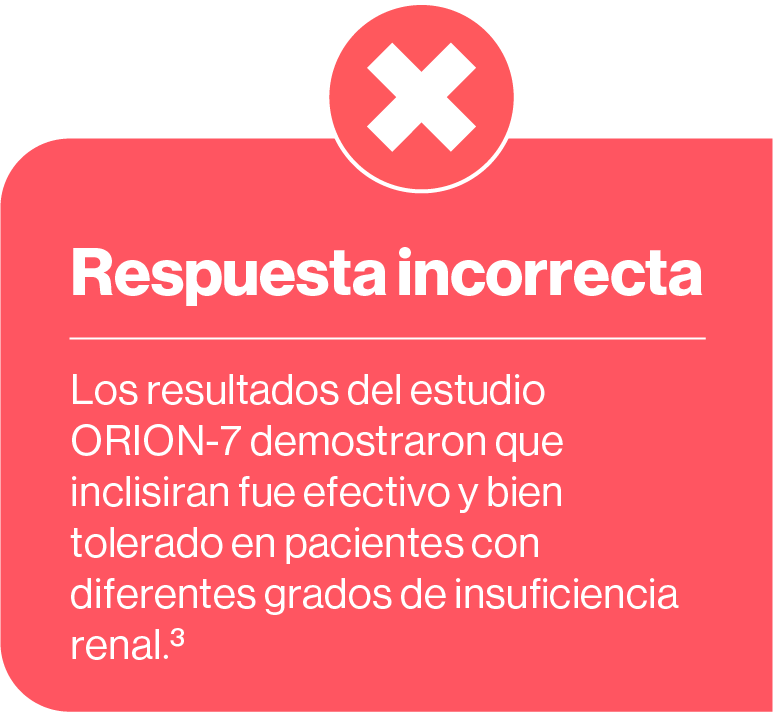 Respuesta incorrecta
Los resultados del estudio
ORION-7 demostraron que
inclisiran fue efectivo y bien
tolerado en pacientes con
diferentes grados de insuficiencia
renal.³